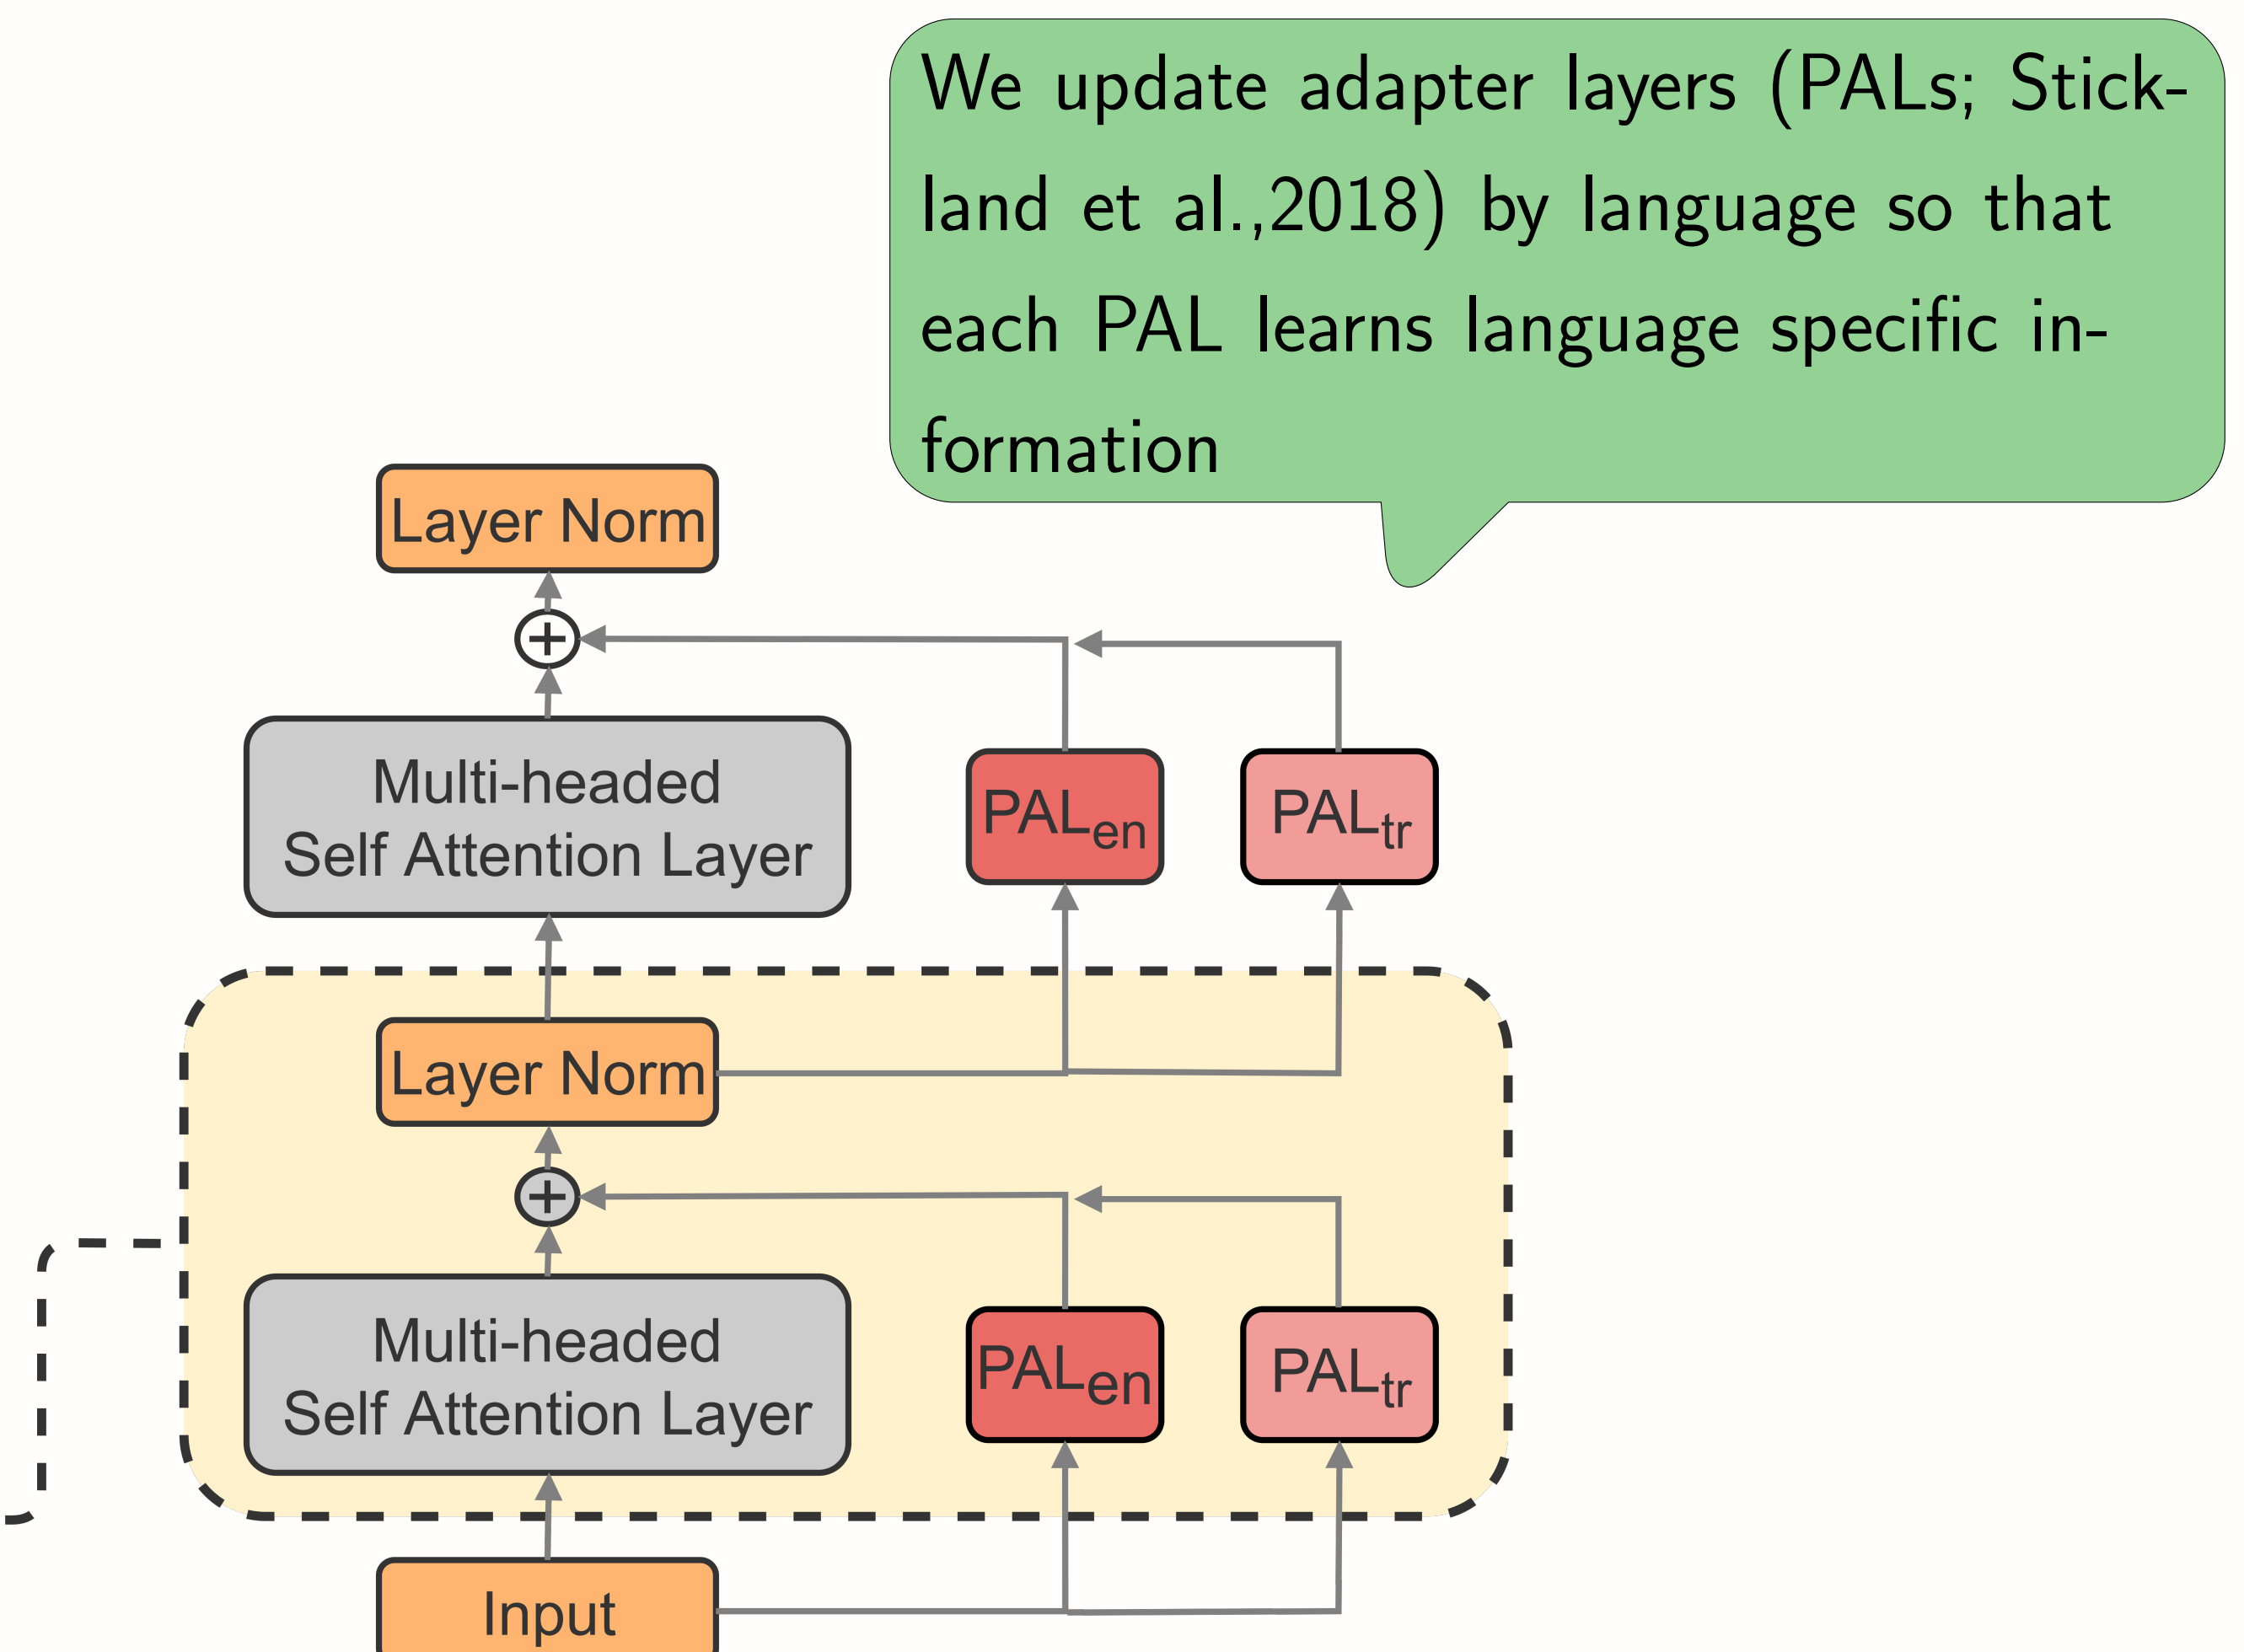 We update adapter layers (PALs; Stick-
land et al.,2018) by language so that
each PAL learns language specific in-
formation
Layer Norm
+
Multi-headed
Self Attention Layer
PALen
PALtr
Layer Norm
+
Multi-headed
Self Attention Layer
PALen
PALtr
Input